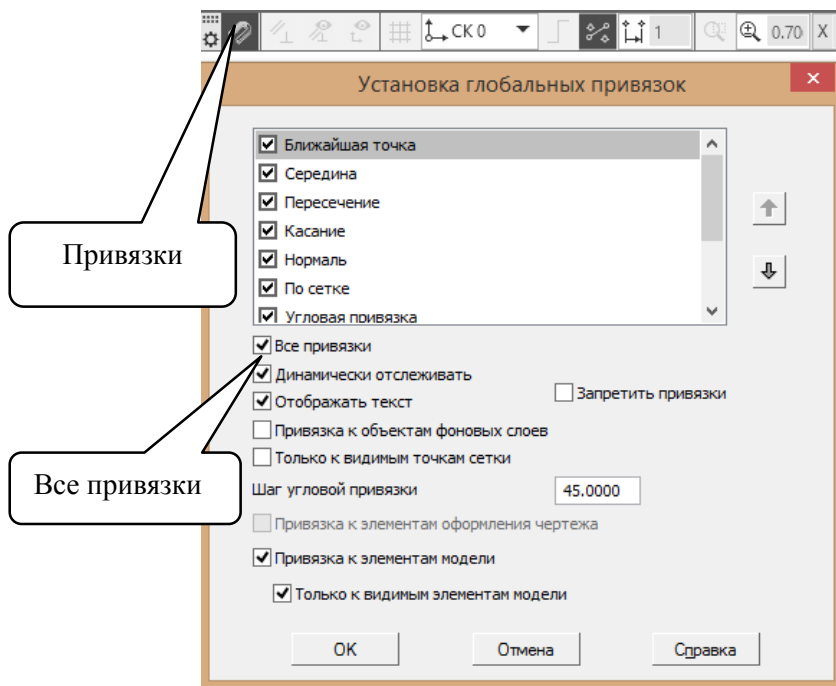 СК 0
1
0.70
X
Установка глобальных привязок
Ближайшая точка
Середина
Пересечение
Касание
Нормаль
По сетке
Угловая привязка
Привязки
Все привязки
Динамически отслеживать
Отображать текст
Запретить привязки
Привязка к объектам фоновых слоев
Только к видимым точкам сетки
Все привязки
Шаг угловой привязки 45.0000
Привязка к элементам оформления чертежа
Привязка к элементам модели
Только к видимым элементам модели
OK Отмена Справка